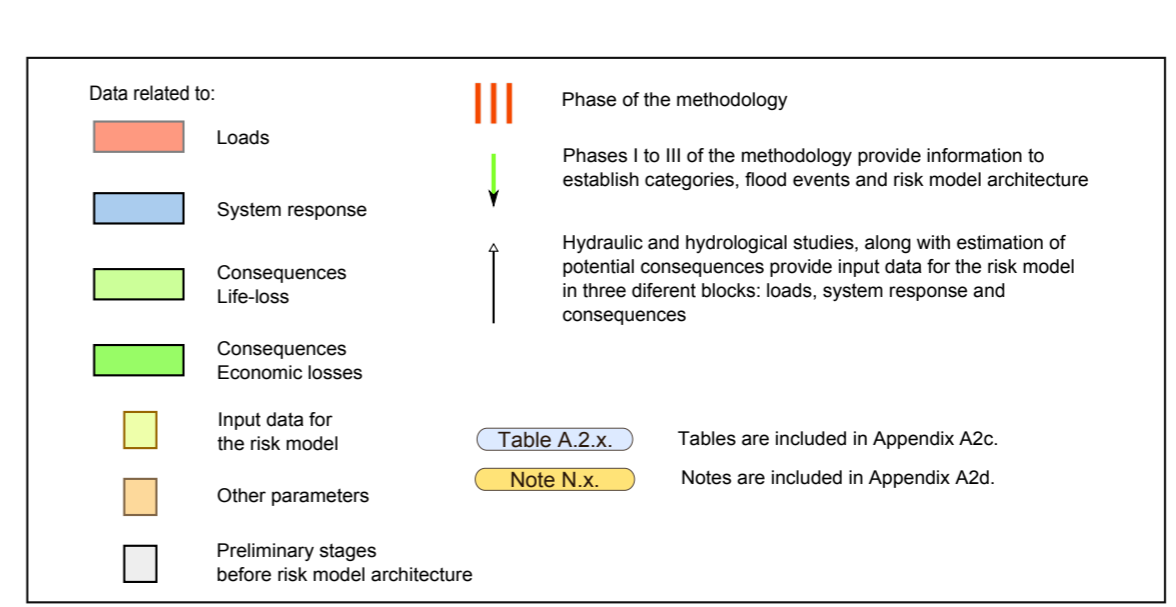 Data related to:
Loads
System response
Consequences
Life-loss
Consequences
Economic losses
Input data for
the risk model
Other parameters
Preliminary stages
before risk model architecture
Phase of the methodology
Phases I to III of the methodology provide information to
establish categories, flood events and risk model architecture
Hydraulic and hydrological studies, along with estimation of
potential consequences provide input data for the risk model
in three diferent blocks: loads, system response and
consequences
Table A.2.x.
Tables are included in Appendix A2c.
Note N.x.
Notes are included in Appendix A2d.